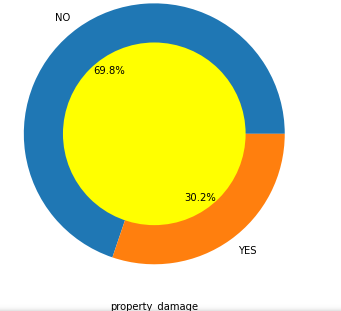 NO
69.8%
30.2%
YES
property_damage